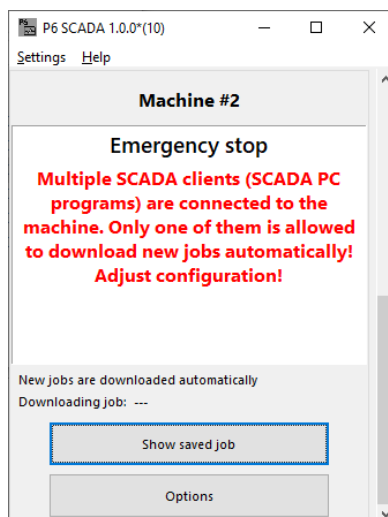 P6 SCADA 1.0.0*(10)
Settings Help
Machine #2
Emergency stop
Multiple SCADA clients (SCADA PC
programs) are connected to the
machine. Only one of them is allowed
to download new jobs automatically!
Adjust configuration!
New jobs are downloaded automatically
Downloading job: ---
Show saved job
Options